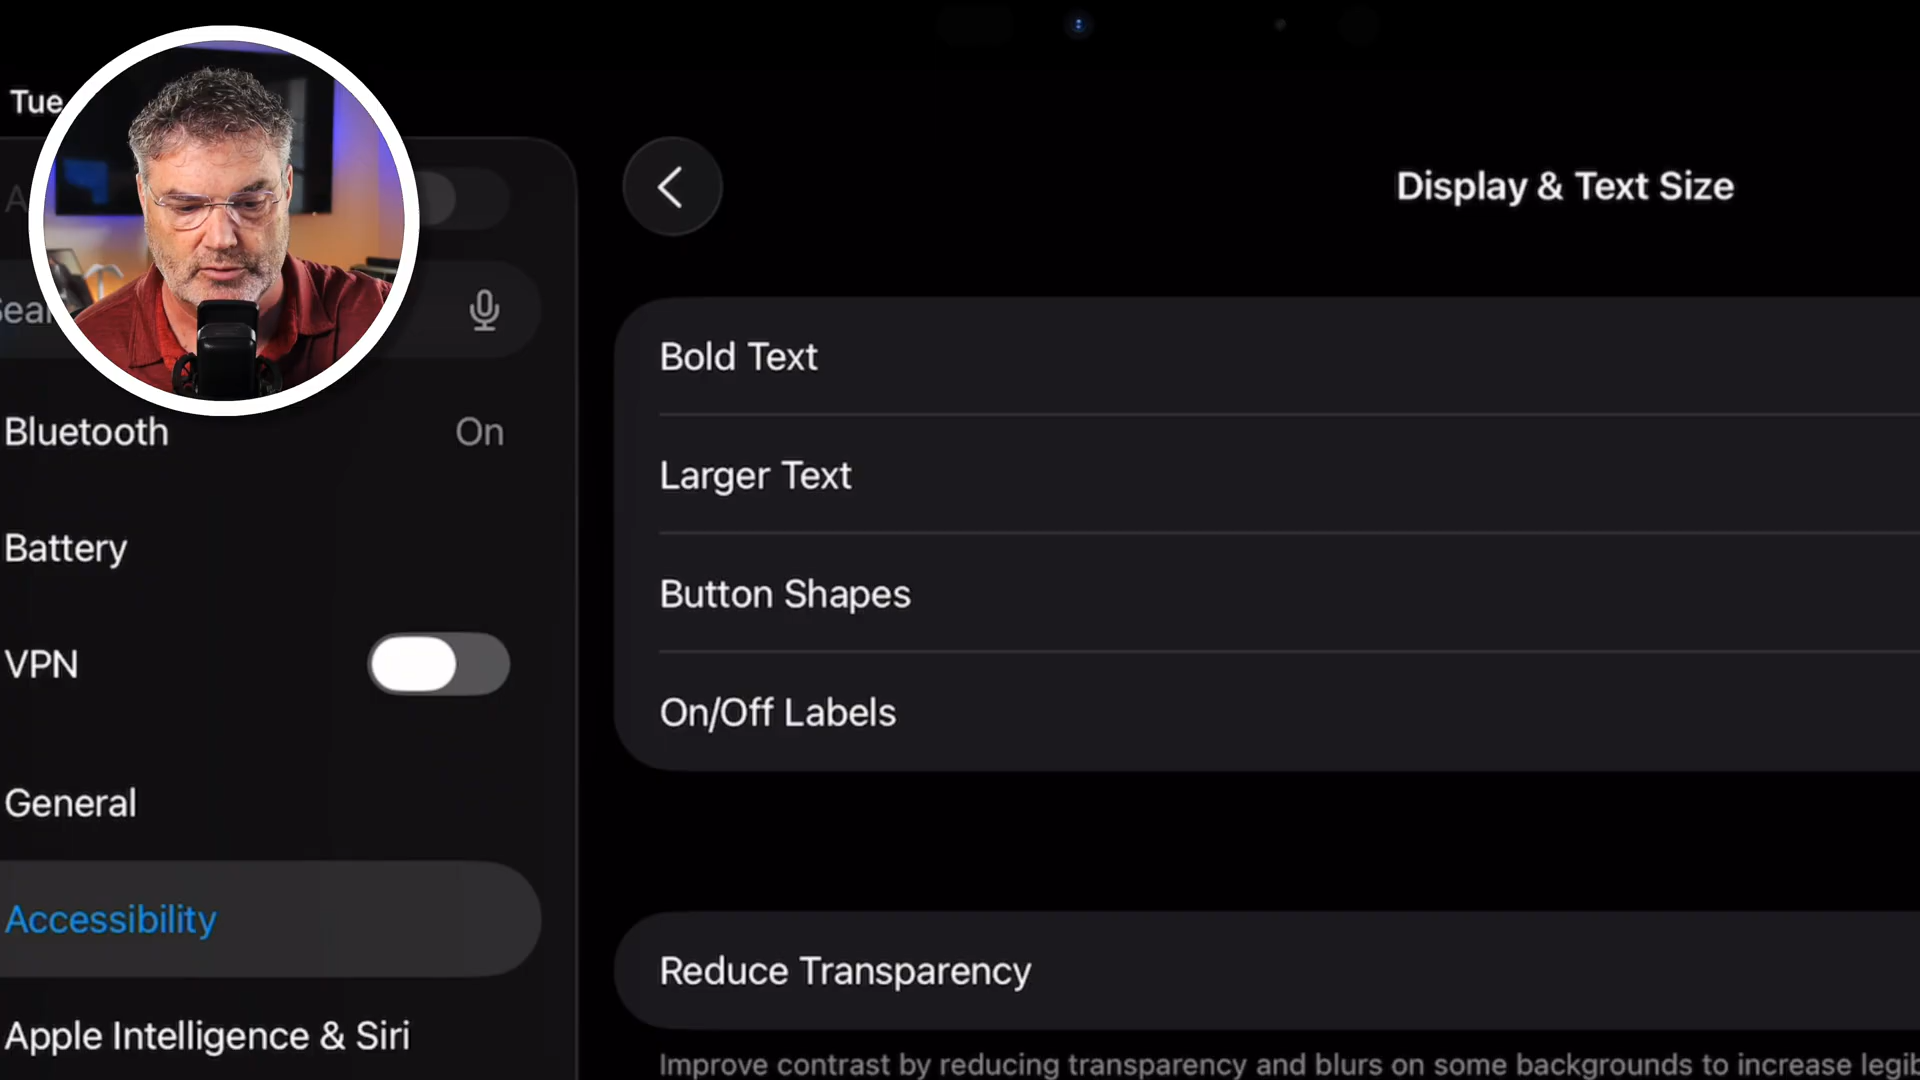 Tue
Display & Text Size
Bluetooth
On
Battery
VPN
General
Accessibility
Apple Intelligence & Siri
Bold Text
Larger Text
Button Shapes
On/Off Labels
Reduce Transparency
Improve contrast by reducing transparency and blurs on some backgrounds to increase